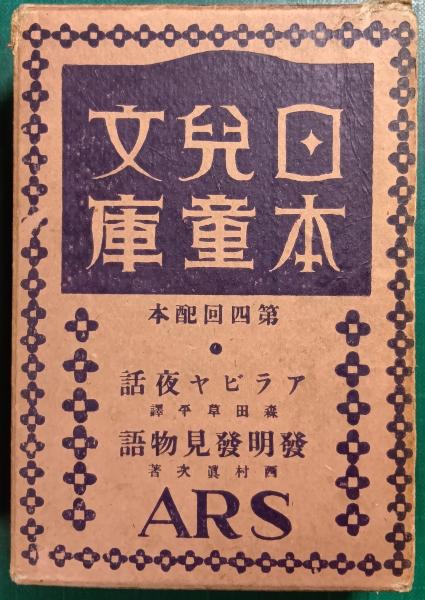 日本
兒童
文庫
第四回配本
アラビヤ夜話
森田草平譯
發明發見物語
西村眞次著
ARS